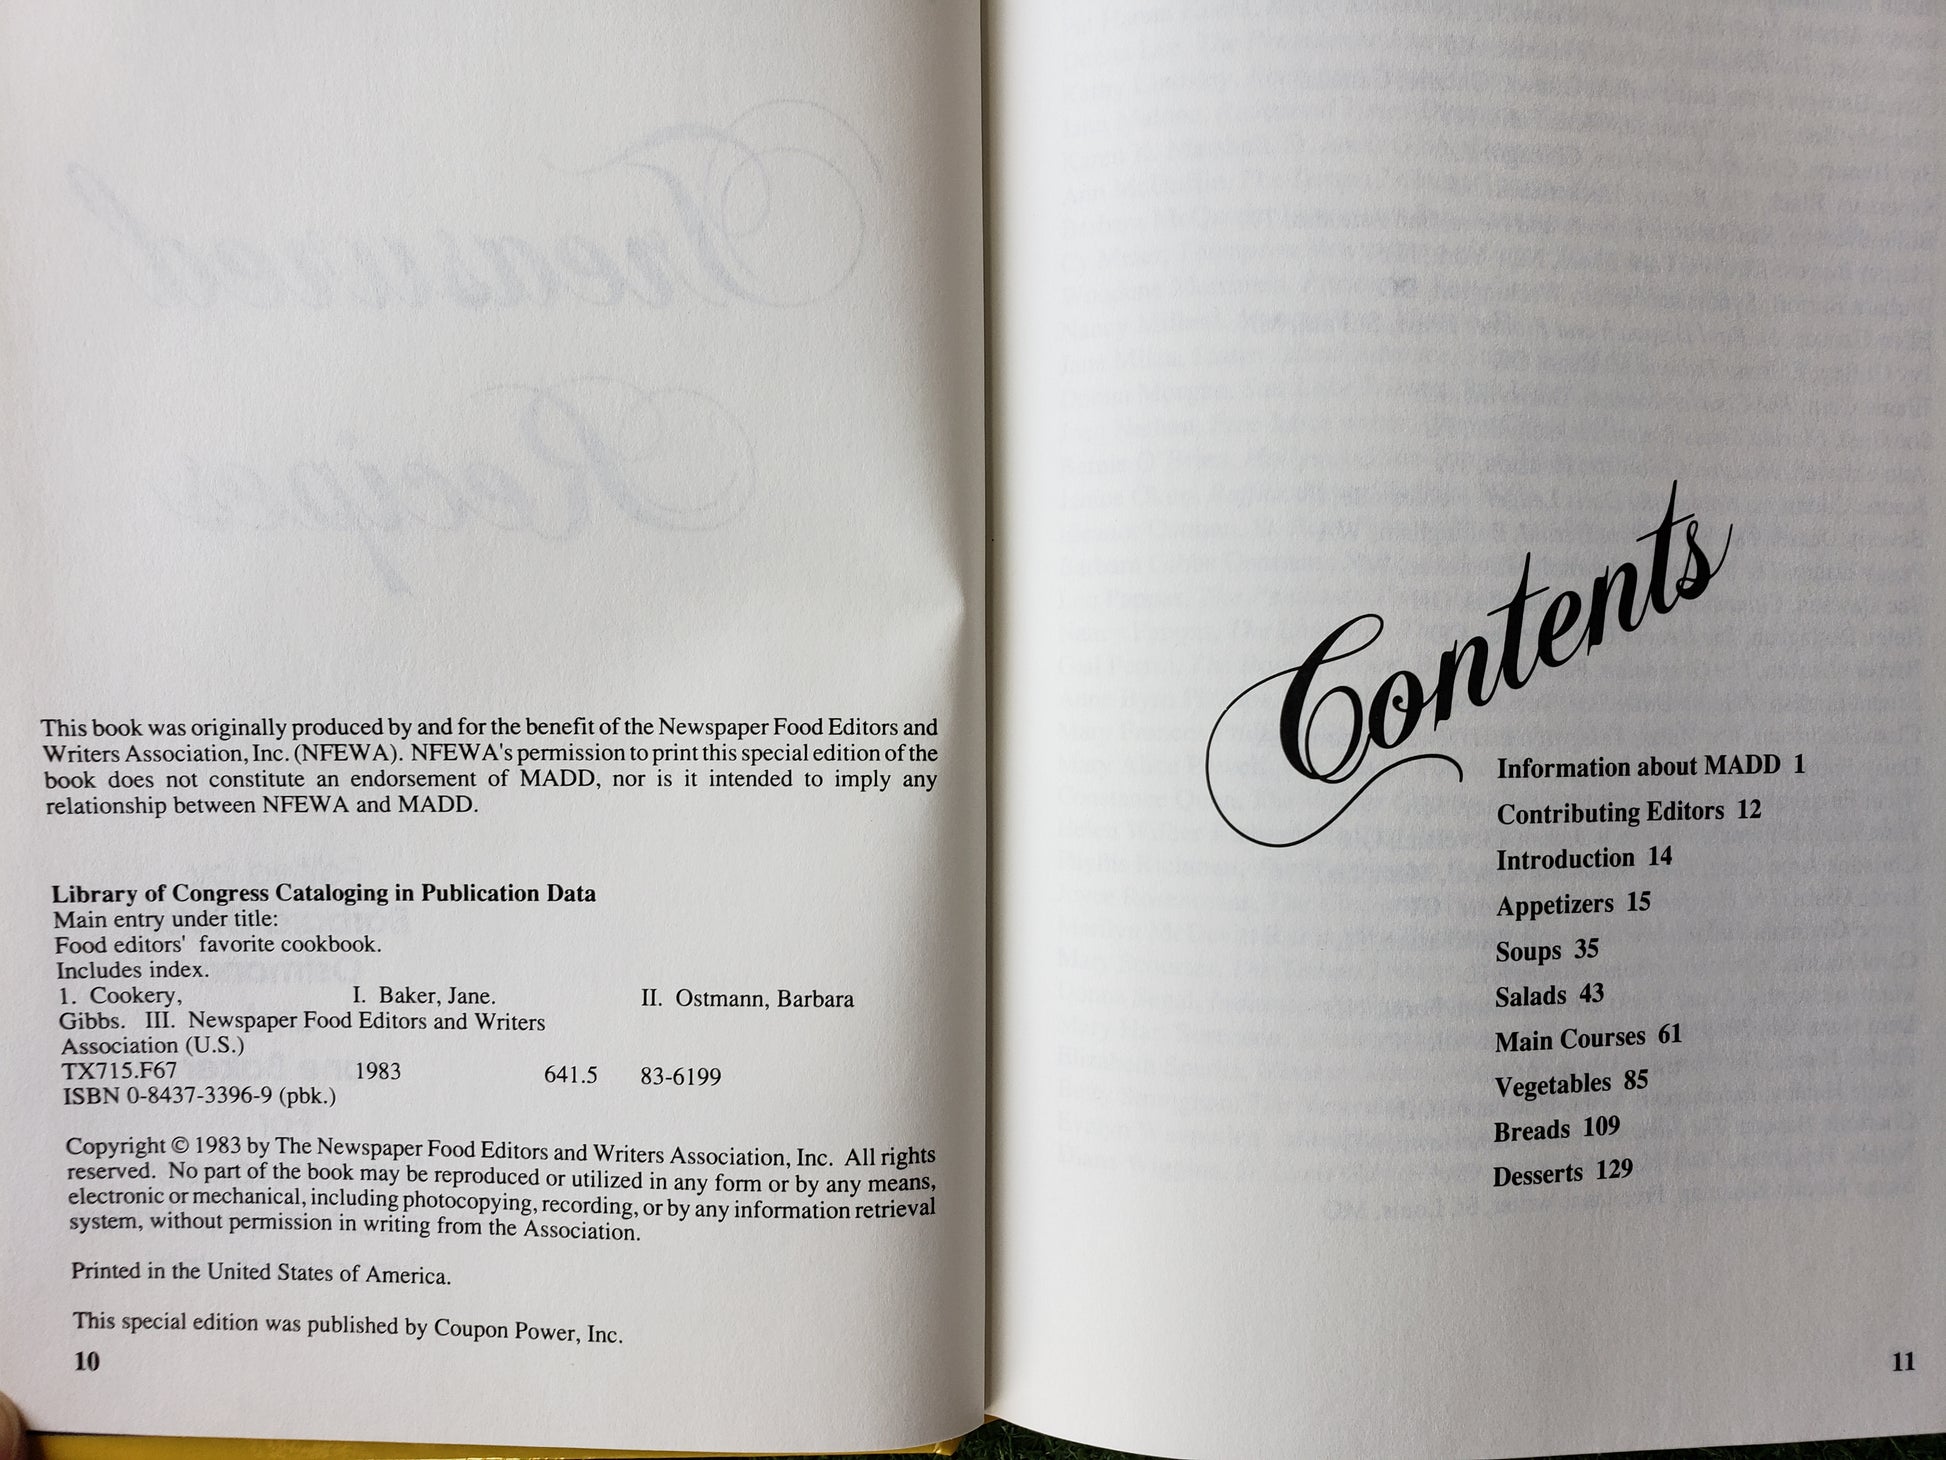 This book was originally produced by and for the benefit of the Newspaper Food Editors and
Writers Association, Inc. (NFEWA). NFEWA's permission to print this special edition of the
book does not constitute an endorsement of MADD, nor is it intended to imply any
relationship between NFEWA and MADD.
Library of Congress Cataloging in Publication Data
Main entry under title:
Food editors' favorite cookbook.
Includes index.
1. Cookery, I. Baker, Jane. II. Ostmann, Barbara
Gibbs. III. Newspaper Food Editors and Writers
Association (U.S.)
TX715.F67 1983 641.5 83-6199
ISBN 0-8437-3396-9 (pbk.)
Copyright © 1983 by The Newspaper Food Editors and Writers Association, Inc. All rights
reserved. No part of the book may be reproduced or utilized in any form or by any means,
electronic or mechanical, including photocopying, recording, or by any information retrieval
system, without permission in writing from the Association.
Printed in the United States of America.
This special edition was published by Coupon Power, Inc.
10
Contents
Information about MADD 1
Contributing Editors 12
Introduction 14
Appetizers 15
Soups 35
Salads 43
Main Courses 61
Vegetables 85
Breads 109
Desserts 129
11